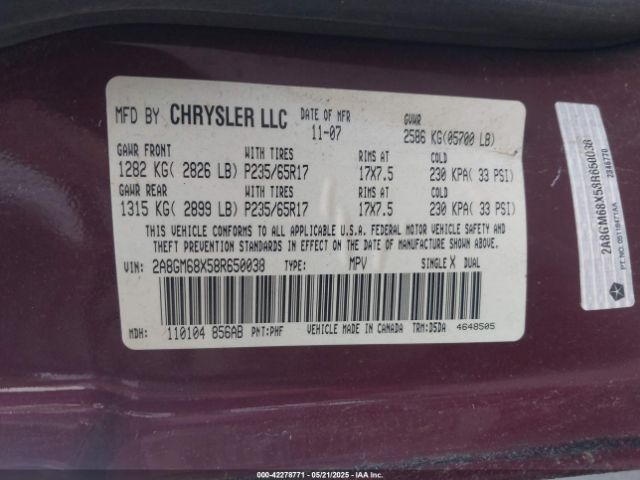 MFD BY CHRYSLER LLC DATE OF MFR 11-07 GVWR 2586 KG(05700 LB)
GAWR FRONT WITH TIRES RIMS AT COLD
1282 KG( 2826 LB) P235/65R17 17X7.5 230 KPA( 33 PSI)
GAWR REAR WITH TIRES RIMS AT COLD
1315 KG( 2899 LB) P235/65R17 17X7.5 230 KPA( 33 PSI)
THIS VEHICLE CONFORMS TO ALL APPLICABLE U.S.A. FEDERAL MOTOR VEHICLE SAFETY AND
THEFT PREVENTION STANDARDS IN EFFECT ON THE DATE OF MANUFACTURE SHOWN ABOVE.
VIN: 2A8GM68X58R650038 TYPE: MPV SINGLE X DUAL
MDH: 110104 856AB PNT: PHF VEHICLE MADE IN CANADA TRM: D5DA 4648505
2A8GM68X58R650038
2846770
000-42278771 - 05/21/2025 - IAAI.COM